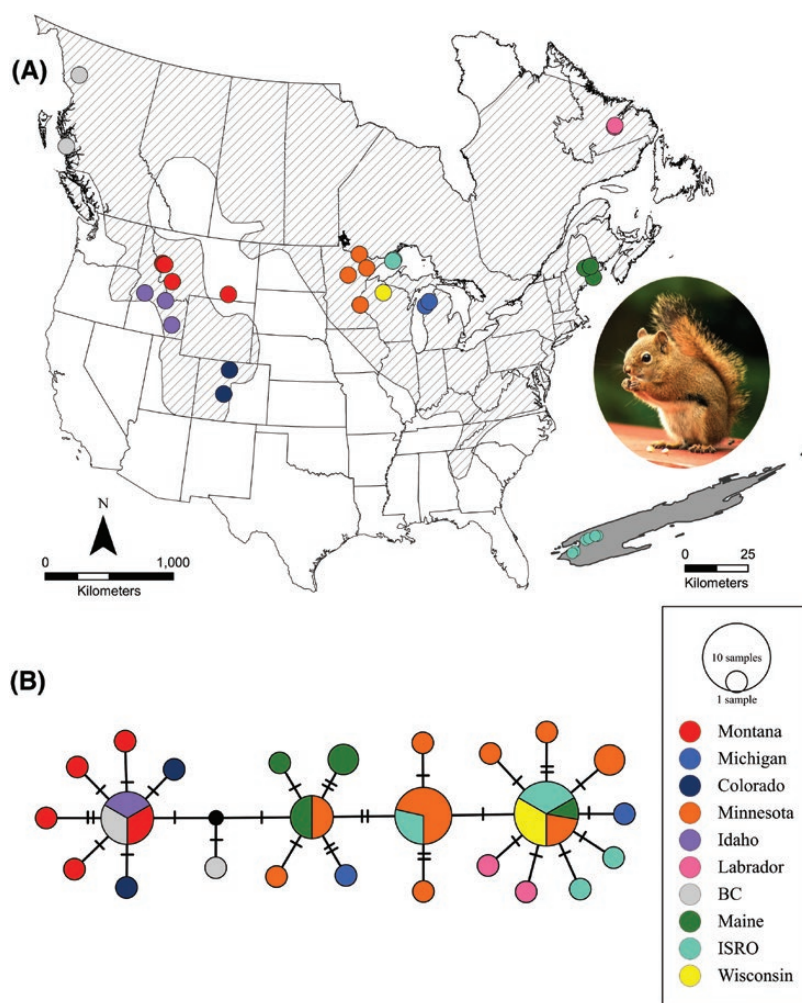 (A)
N
0 1,000
Kilometers
0 25
Kilometers
(B)
10 samples
1 sample
Montana
Michigan
Colorado
Minnesota
Idaho
Labrador
BC
Maine
ISRO
Wisconsin